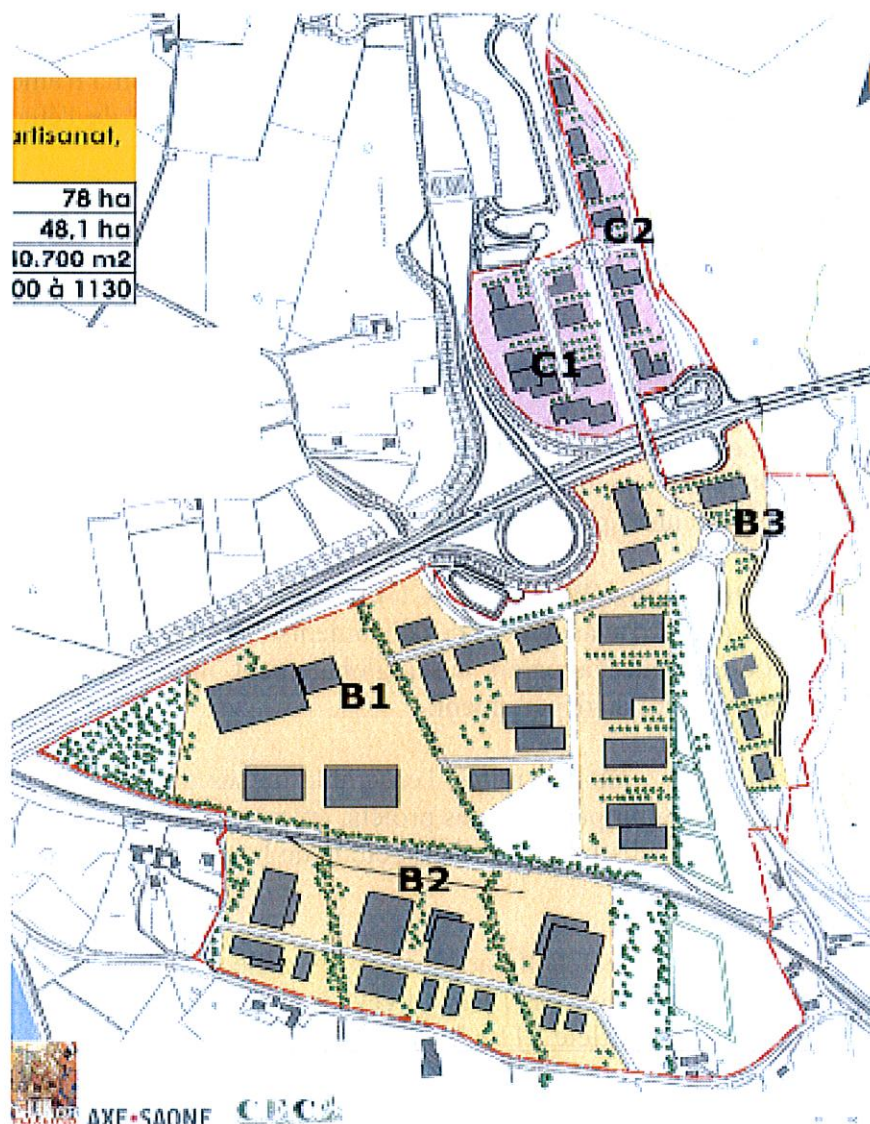 artisanal,
78 ha
48,1 ha
40.700 m2
00 à 1130
C2
C1
B3
B1
B2
AXE•SAONE